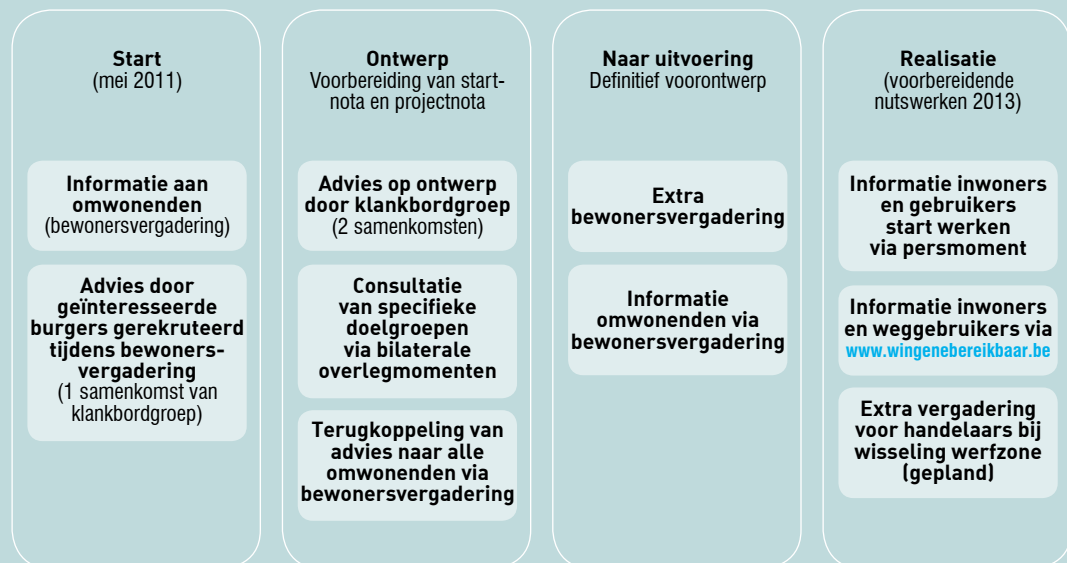 Start
(mei 2011)
Informatie aan
omwonenden
(bewonersvergadering)
Advies door
geïnteresseerde
burgers gerekruteerd
tijdens bewoners-
vergadering
(1 samenkomst van
klankbordgroep)
Ontwerp
Voorbereiding van start-
nota en projectnota
Advies op ontwerp
door klankbordgroep
(2 samenkomsten)
Consultatie
van specifieke
doelgroepen
via bilaterale
overlegmomenten
Terugkoppeling van
advies naar alle
omwonenden via
bewonersvergadering
Naar uitvoering
Definitief voorontwerp
Extra
bewonersvergadering
Informatie
omwonenden via
bewonersvergadering
Realisatie
(voorbereidende
nutswerken 2013)
Informatie inwoners
en gebruikers
start werken
via persmoment
Informatie inwoners
en weggebruikers via
www.wingenebereikbaar.be
Extra vergadering
voor handelaars bij
wisseling werfzone
(gepland)